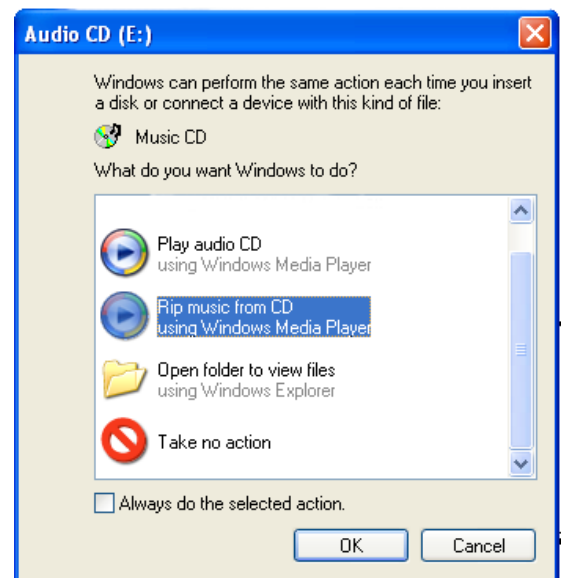 Audio CD (E:)
Windows can perform the same action each time you insert
a disk or connect a device with this kind of file:
Music CD
What do you want Windows to do?
Play audio CD
using Windows Media Player
Rip music from CD
using Windows Media Player
Open folder to view files
using Windows Explorer
Take no action
Always do the selected action.
OK
Cancel